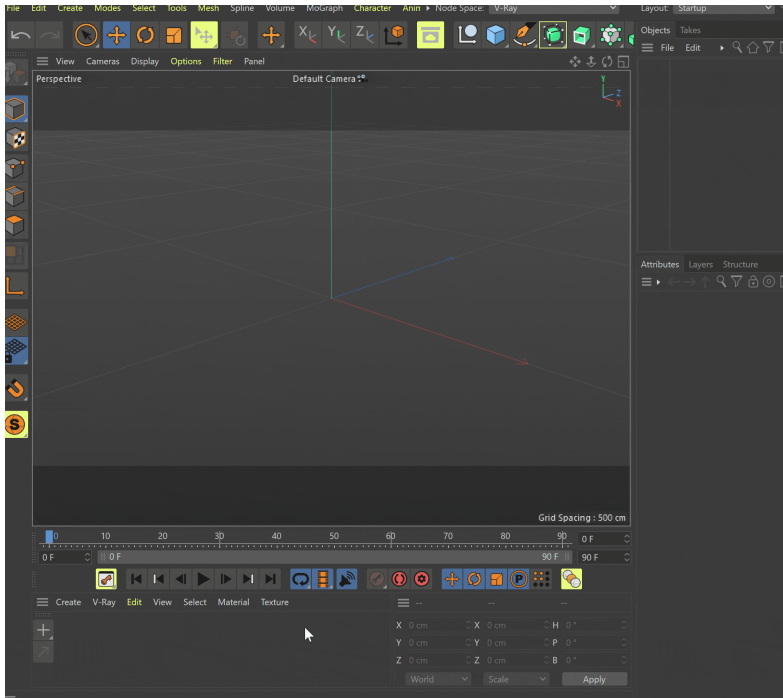 File Edit Create Modes Select Tools Mesh Spline Volume MoGraph Character Anin Node Space: V-Ray Layout: Startup
X Y Z
Objects Takes
File Edit
View Cameras Display Options Filter Panel
Perspective Default Camera
Y
Z
X
Attributes Layers Structure
Grid Spacing : 500 cm
0 10 20 30 40 50 60 70 80 90 0 F
0 F 0 F 90 F 90 F
P
S
Create V-Ray Edit View Select Material Texture
-- -- --
X 0 cm X 0 cm H 0 °
Y 0 cm Y 0 cm P 0 °
Z 0 cm Z 0 cm B 0 °
World Scale Apply